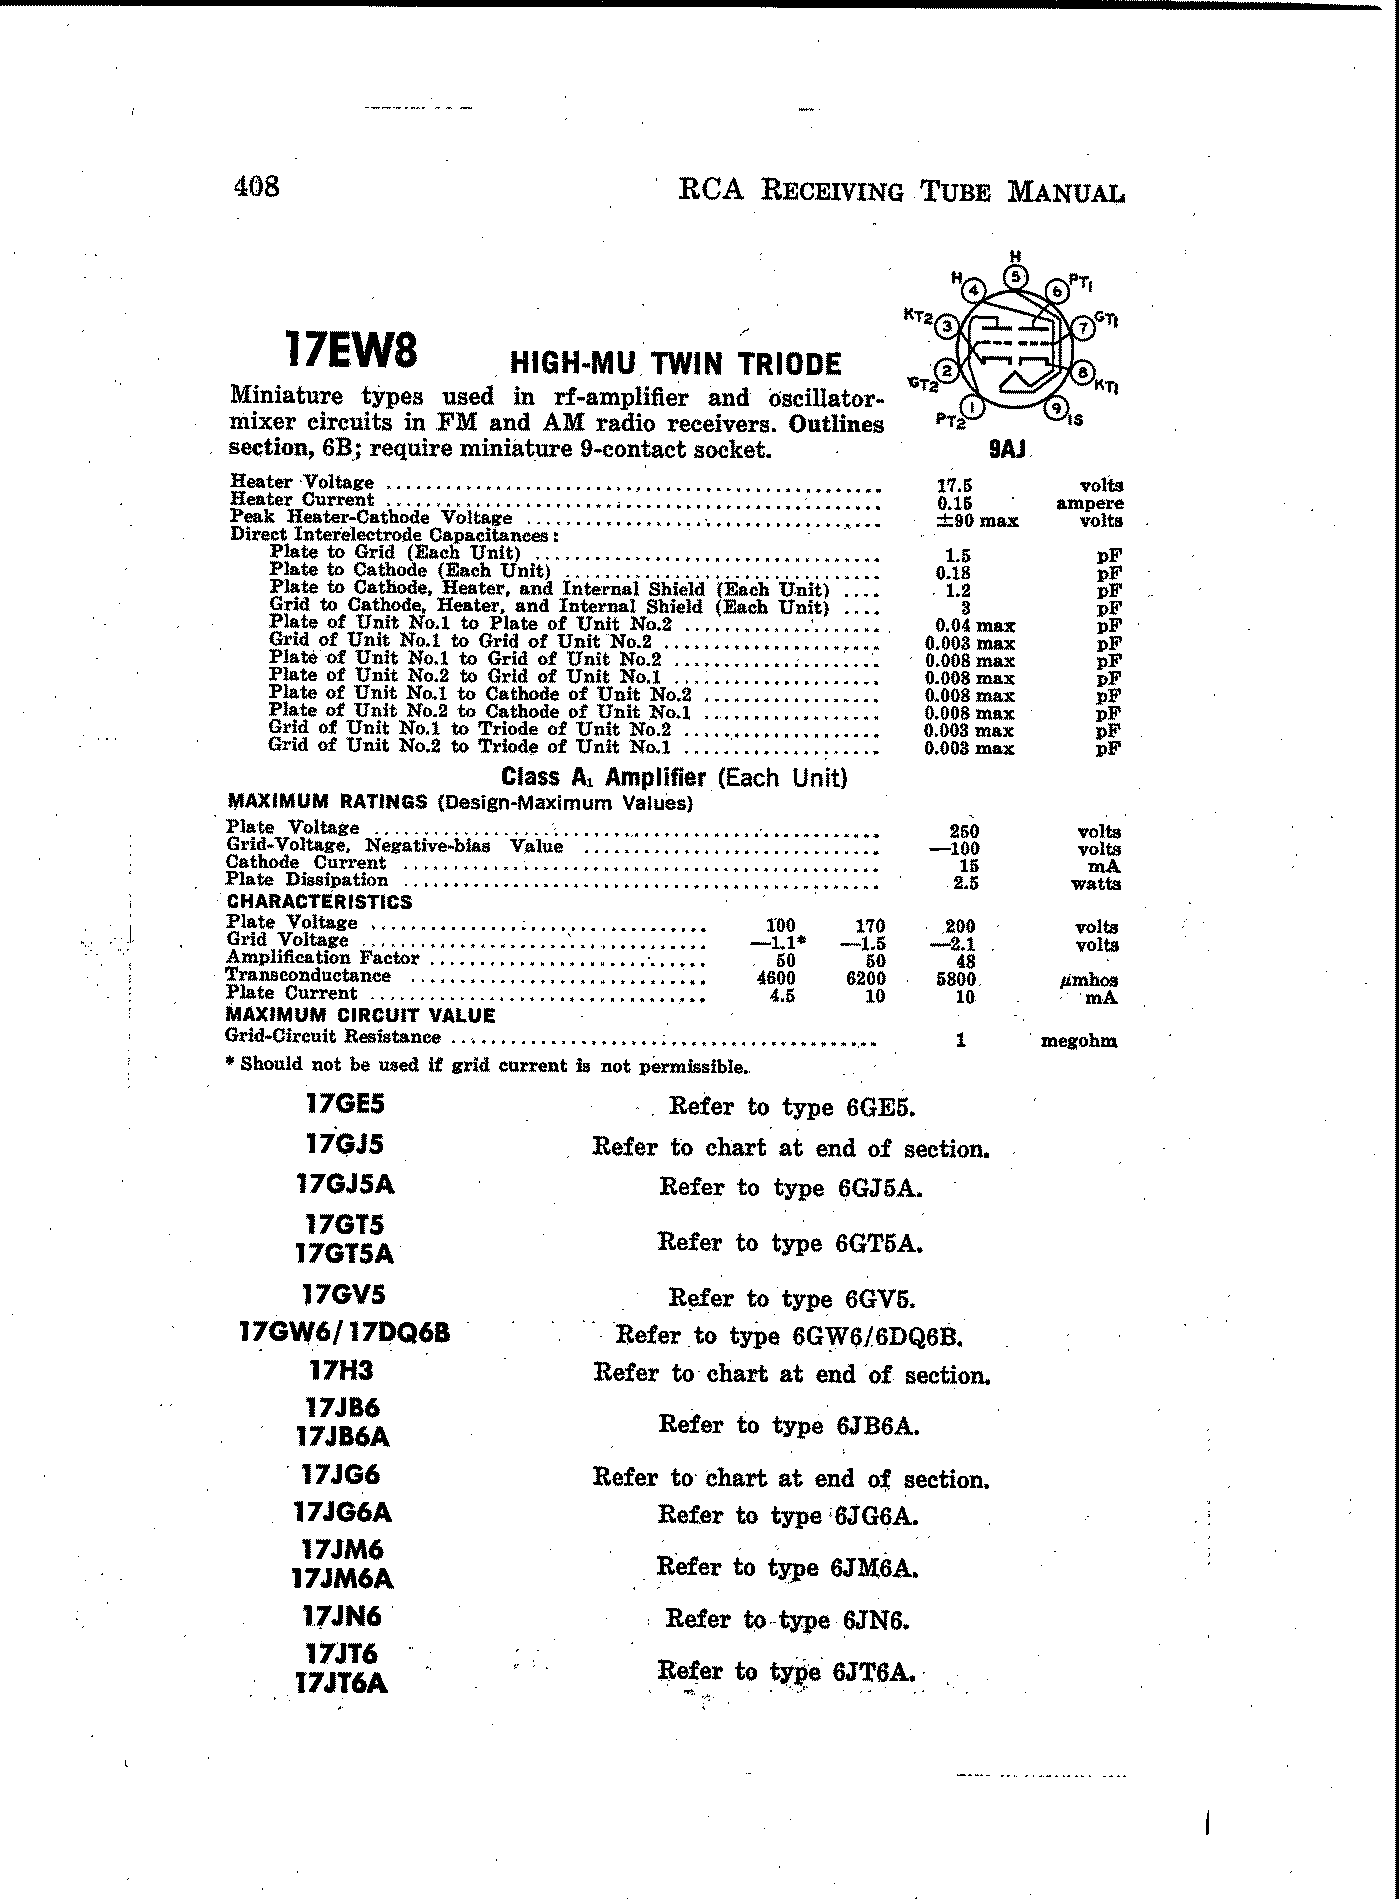 408 RCA RECEIVING TUBE MANUAL
H
H 4 5 6 PT1
KT2 3 7 GT1
GT2 2 8 KT1
PT2 1 9 IS
9AJ
17EW8 HIGH-MU TWIN TRIODE
Miniature types used in rf-amplifier and oscillator-
mixer circuits in FM and AM radio receivers. Outlines
section, 6B; require miniature 9-contact socket.
Heater Voltage ........ 17.5 volts
Heater Current ........ 0.15 ampere
Peak Heater-Cathode Voltage ........ ±90 max volts
Direct Interelectrode Capacitances:
Plate to Grid (Each Unit) ........ 1.5 pF
Plate to Cathode (Each Unit) ........ 0.18 pF
Plate to Cathode, Heater, and Internal Shield (Each Unit) .... 1.2 pF
Grid to Cathode, Heater, and Internal Shield (Each Unit) .... 3 pF
Plate of Unit No.1 to Plate of Unit No.2 ........ 0.04 max pF
Grid of Unit No.1 to Grid of Unit No.2 ........ 0.003 max pF
Plate of Unit No.1 to Grid of Unit No.2 ........ 0.008 max pF
Plate of Unit No.2 to Grid of Unit No.1 ........ 0.008 max pF
Plate of Unit No.1 to Cathode of Unit No.2 ........ 0.008 max pF
Plate of Unit No.2 to Cathode of Unit No.1 ........ 0.008 max pF
Grid of Unit No.1 to Triode of Unit No.2 ........ 0.003 max pF
Grid of Unit No.2 to Triode of Unit No.1 ........ 0.003 max pF
Class A1 Amplifier (Each Unit)
MAXIMUM RATINGS (Design-Maximum Values)
Plate Voltage ........ 250 volts
Grid-Voltage, Negative-bias Value ........ —100 volts
Cathode Current ........ 15 mA
Plate Dissipation ........ 2.5 watts
CHARACTERISTICS
Plate Voltage ........ 100 170 200 volts
Grid Voltage ........ —1.1* —1.5 —2.1 volts
Amplification Factor ........ 50 50 48
Transconductance ........ 4600 6200 5800 µmhos
Plate Current ........ 4.5 10 10 mA
MAXIMUM CIRCUIT VALUE
Grid-Circuit Resistance ........ 1 megohm
* Should not be used if grid current is not permissible.
17GE5 Refer to type 6GE5.
17GJ5 Refer to chart at end of section.
17GJ5A Refer to type 6GJ5A.
17GT5
17GT5A Refer to type 6GT5A.
17GV5 Refer to type 6GV5.
17GW6/17DQ6B Refer to type 6GW6/6DQ6B.
17H3 Refer to chart at end of section.
17JB6
17JB6A Refer to type 6JB6A.
17JG6 Refer to chart at end of section.
17JG6A Refer to type 6JG6A.
17JM6
17JM6A Refer to type 6JM6A.
17JN6 Refer to type 6JN6.
17JT6
17JT6A Refer to type 6JT6A.